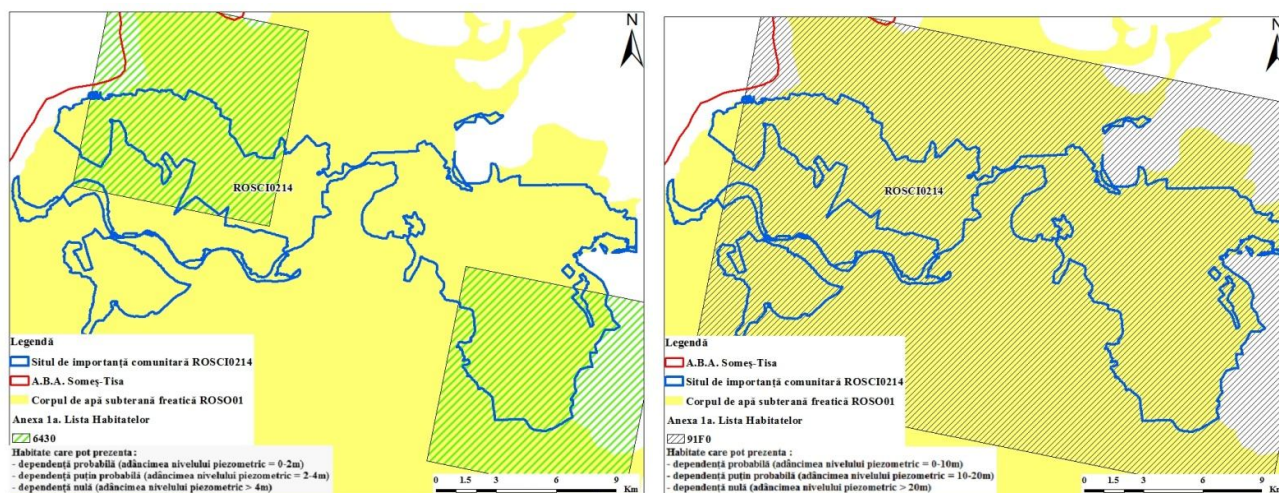 N
ROSCI0214
Legendă
Situl de importanță comunitară ROSCI0214
A.B.A. Someș-Tisa
Corpul de apă subterană freatică ROSO01
Anexa 1a. Lista Habitatelor
6430
Habitate care pot prezenta :
- dependență probabilă (adâncimea nivelului piezometric = 0-2m)
- dependență puțin probabilă (adâncimea nivelului piezometric = 2-4m)
- dependență nulă (adâncimea nivelului piezometric > 4m)
0 1.5 3 6 9
Km
N
ROSCI0214
Legendă
A.B.A. Someș-Tisa
Situl de importanță comunitară ROSCI0214
Corpul de apă subterană freatică ROSO01
Anexa 1a. Lista Habitatelor
91F0
Habitate care pot prezenta :
- dependență probabilă (adâncimea nivelului piezometric = 0-10m)
- dependență puțin probabilă (adâncimea nivelului piezometric = 10-20m)
- dependență nulă (adâncimea nivelului piezometric > 20m)
0 1.5 3 6 9
Km